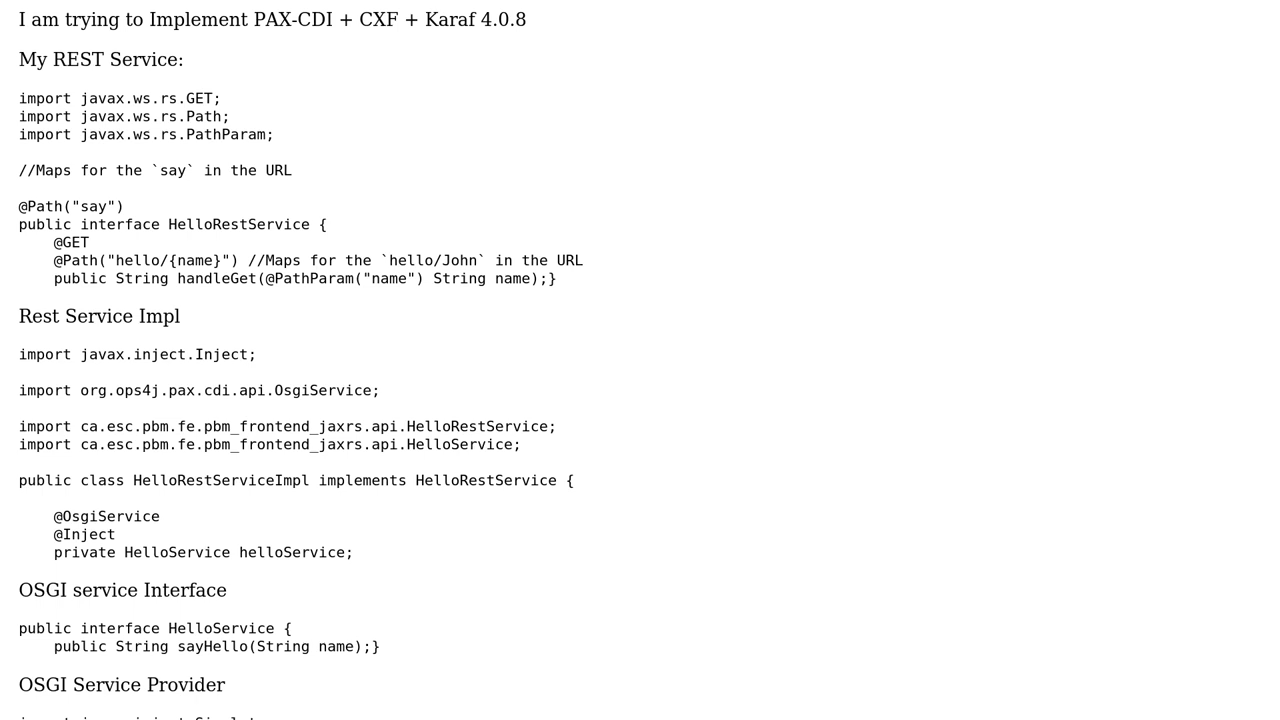 I am trying to Implement PAX-CDI + CXF + Karaf 4.0.8
My REST Service:
import javax.ws.rs.GET;
import javax.ws.rs.Path;
import javax.ws.rs.PathParam;
//Maps for the `say` in the URL
@Path("say")
public interface HelloRestService {
    @GET
    @Path("hello/{name}") //Maps for the `hello/John` in the URL
    public String handleGet(@PathParam("name") String name);}
Rest Service Impl
import javax.inject.Inject;
import org.ops4j.pax.cdi.api.OsgiService;
import ca.esc.pbm.fe.pbm_frontend_jaxrs.api.HelloRestService;
import ca.esc.pbm.fe.pbm_frontend_jaxrs.api.HelloService;
public class HelloRestServiceImpl implements HelloRestService {
    @OsgiService
    @Inject
    private HelloService helloService;
OSGI service Interface
public interface HelloService {
    public String sayHello(String name);}
OSGI Service Provider